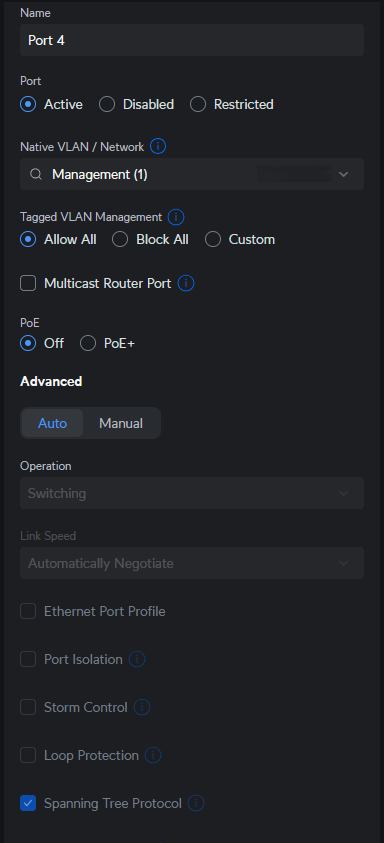 Name
Port 4
Port
Active Disabled Restricted
Native VLAN / Network
Management (1)
Tagged VLAN Management
Allow All Block All Custom
Multicast Router Port
PoE
Off PoE+
Advanced
Auto Manual
Operation
Switching
Link Speed
Automatically Negotiate
Ethernet Port Profile
Port Isolation
Storm Control
Loop Protection
Spanning Tree Protocol